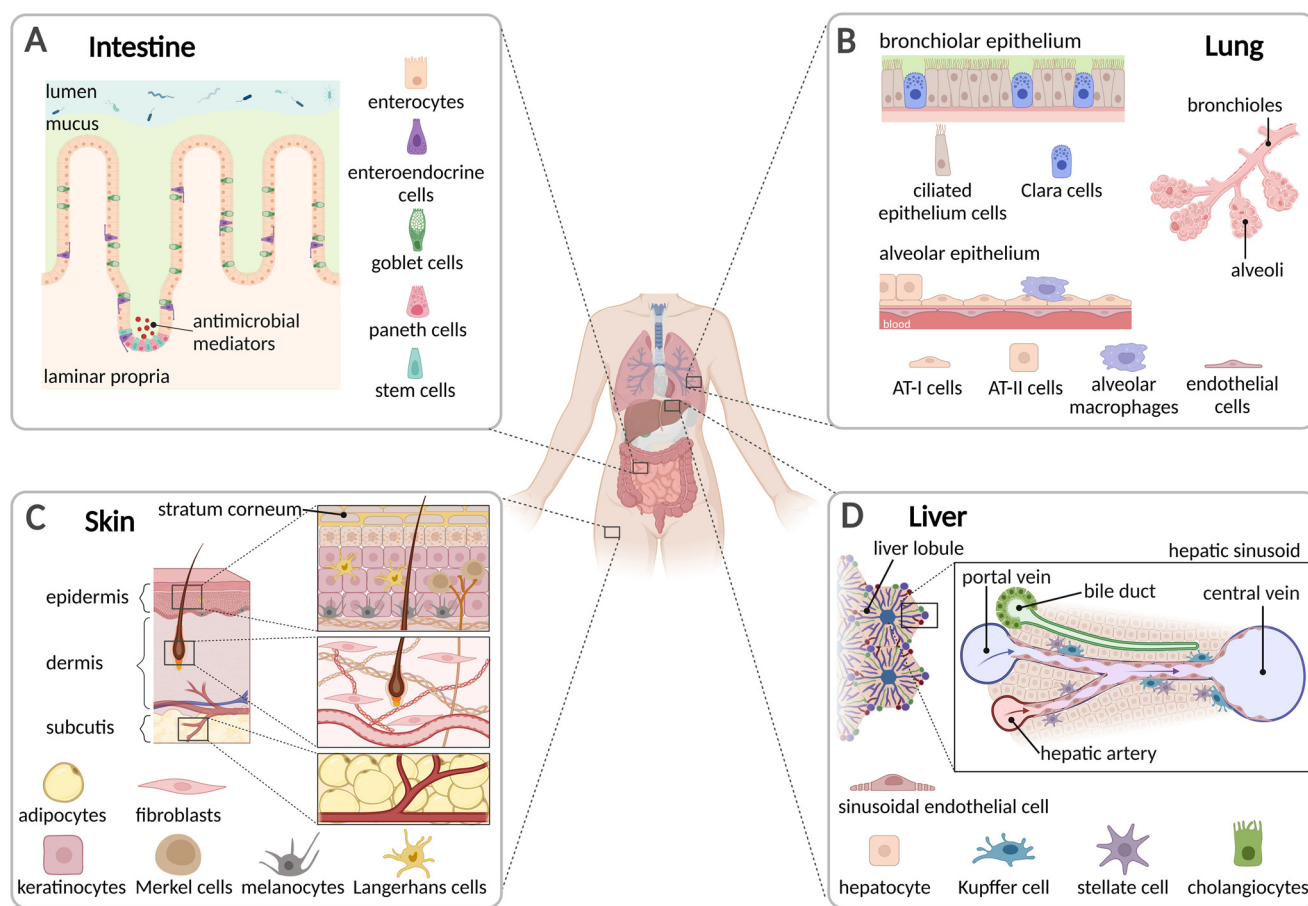 A
Intestine
lumen
mucus
antimicrobial
mediators
laminar propria
enterocytes
enteroendocrine
cells
goblet cells
paneth cells
stem cells
B
Lung
bronchiolar epithelium
ciliated
epithelium cells
Clara cells
bronchioles
alveoli
alveolar epithelium
blood
AT-I cells
AT-II cells
alveolar
macrophages
endothelial
cells
C
Skin
stratum corneum
epidermis
dermis
subcutis
adipocytes
fibroblasts
keratinocytes
Merkel cells
melanocytes
Langerhans cells
D
Liver
liver lobule
hepatic sinusoid
portal vein
bile duct
central vein
hepatic artery
sinusoidal endothelial cell
hepatocyte
Kupffer cell
stellate cell
cholangiocytes